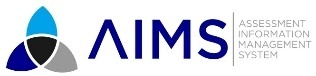 AIMS
ASSESSMENT
INFORMATION
MANAGEMENT
SYSTEM